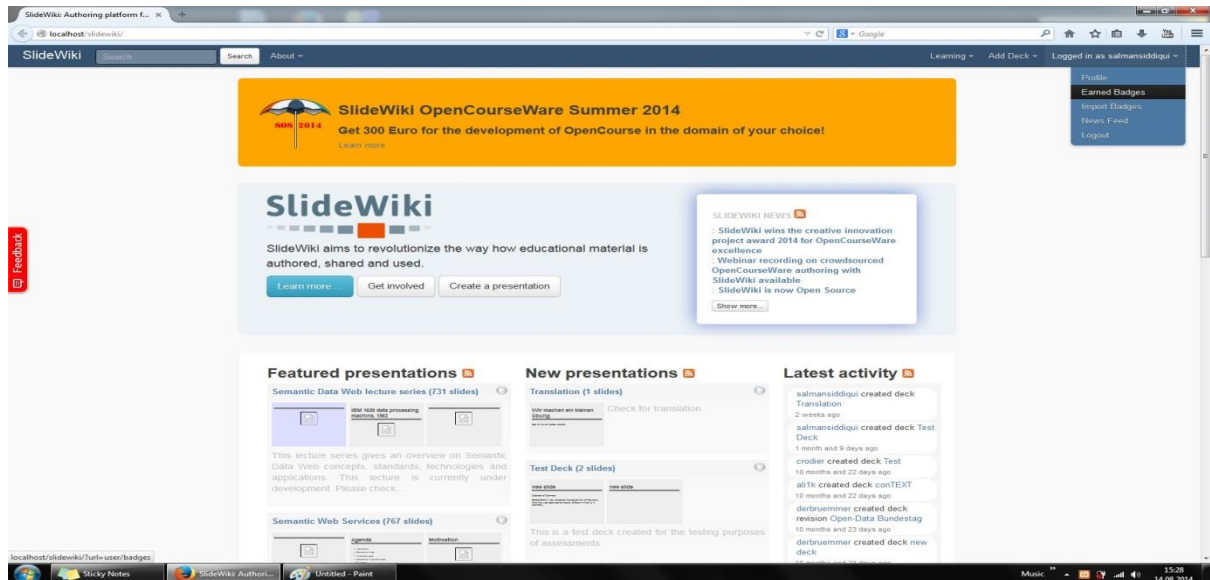 SlideWiki: Authoring platform f...
localhost/slidewiki/
Google
SlideWiki
Search
Search
About
Learning
Add Deck
Logged in as salmansiddiqui
Profile
Earned Badges
Import Badges
News Feed
Logout
SOS 2014
SlideWiki OpenCourseWare Summer 2014
Get 300 Euro for the development of OpenCourse in the domain of your choice!
Learn more
Feedback
SlideWiki
SlideWiki aims to revolutionize the way how educational material is
authored, shared and used.
Learn more ...
Get involved
Create a presentation
SLIDEWIKI NEWS
: SlideWiki wins the creative innovation
project award 2014 for OpenCourseWare
excellence
: Webinar recording on crowdsourced
OpenCourseWare authoring with
SlideWiki available
: SlideWiki is now Open Source
Show more...
Featured presentations
Semantic Data Web lecture series (731 slides)
IBM 1620 data processing
machine, 1962
This lecture series gives an overview on Semantic
Data Web concepts, standards, technologies and
applications. This lecture is currently under
development. Please check...
Semantic Web Services (767 slides)
Agenda
Motivation
New presentations
Translation (1 slides)
Wir machen ein kleinen
übung
Check for translation
Test Deck (2 slides)
new slide
new slide
This is a test deck created for the testing purposes
of assessments
Latest activity
salmansiddiqui created deck
Translation
2 weeks ago
salmansiddiqui created deck Test
Deck
1 month and 9 days ago
crodier created deck Test
10 months and 22 days ago
ali1k created deck conTEXT
10 months and 22 days ago
derbruemmer created deck
revision Open-Data Bundestag
10 months and 23 days ago
derbruemmer created deck new
deck
localhost/slidewiki/?url=user/badges
Sticky Notes
SlideWiki: Authori...
Untitled - Paint
Music
15:28
14.08.2014